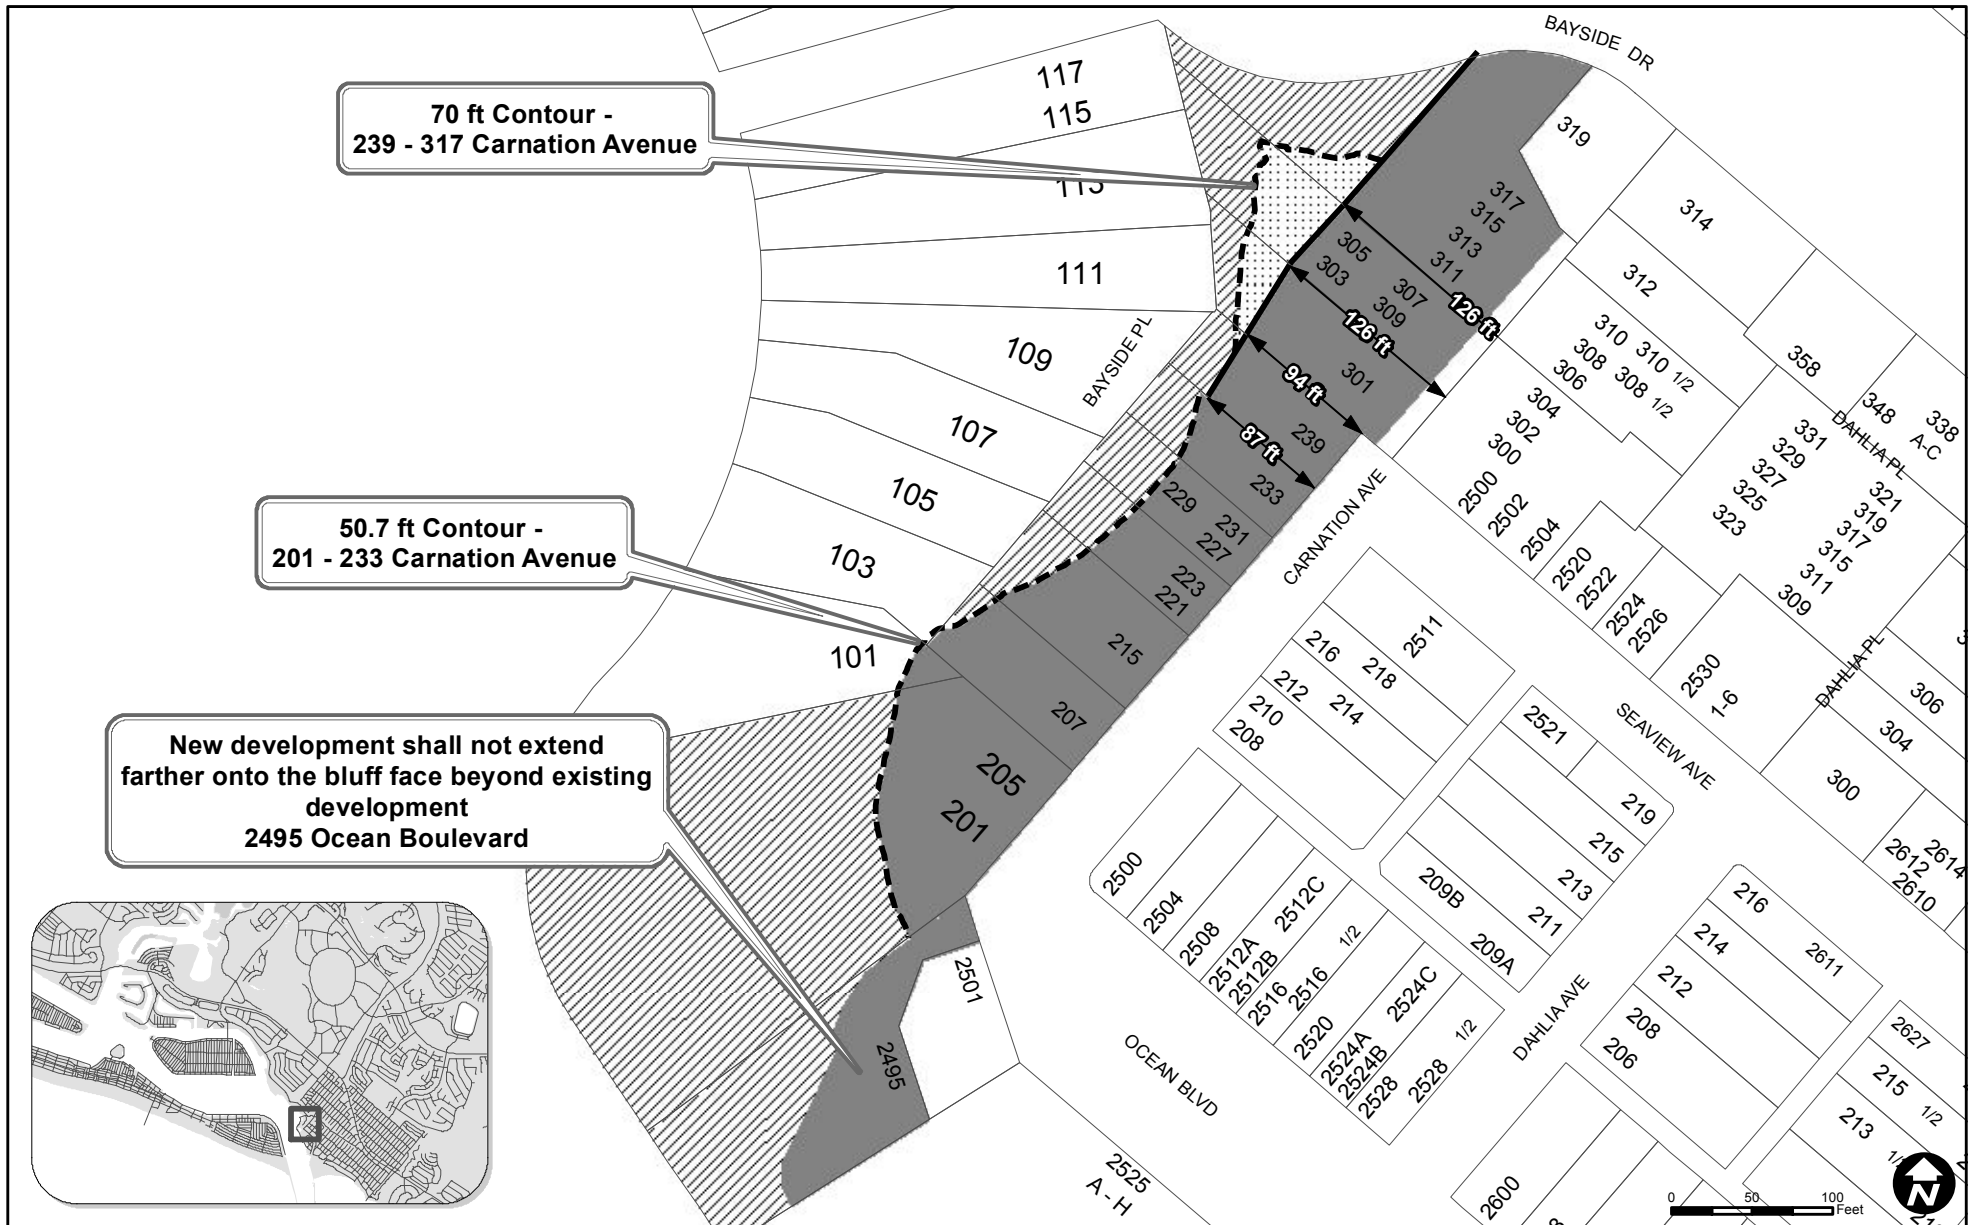 BAYSIDE DR
117
115
113
111
109
107
105
103
101
BAYSIDE PL
70 ft Contour -
239 - 317 Carnation Avenue
50.7 ft Contour -
201 - 233 Carnation Avenue
New development shall not extend
farther onto the bluff face beyond existing
development
2495 Ocean Boulevard
319
317
315
313
311
305
303
307
309
301
126 ft
126 ft
94 ft
87 ft
239
233
229
231
227
223
221
215
207
205
201
2501
2495
CARNATION AVE
314
312
310 310 1/2
308 308 1/2
306
304
302
300
2500
2502
2504
2520
2522
2524
2526
2530
1-6
358
348
338
A-C
DAHLIA PL
331
329
327
325
323
321
319
317
315
311
309
DAHLIA PL
306
304
300
2614
2612
2610
SEAVIEW AVE
2511
216 218
212 214
210
208
2521
219
215
213
211
209B
209A
2500
2504
2508
2512A 2512C
2512B
2516
2516 1/2
2520
2524A 2524C
2524B
2528
2528 1/2
OCEAN BLVD
DAHLIA AVE
216
214
2611
212
208
206
2627
215 1/2
213
2600
2525
A - H
0 50 100
Feet
N